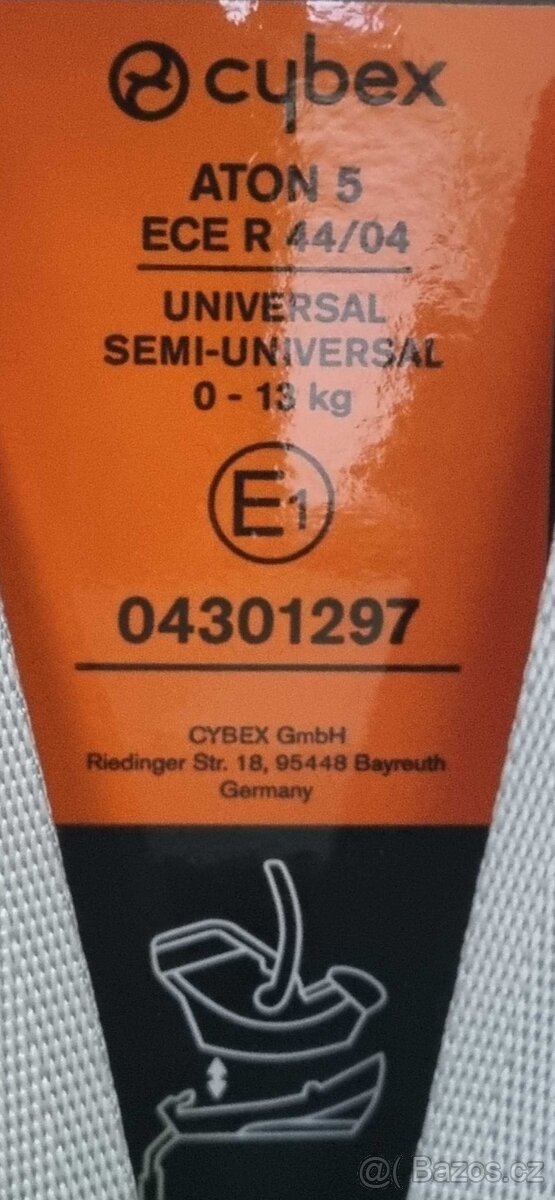 cybex
ATON 5
ECE R 44/04
UNIVERSAL
SEMI-UNIVERSAL
0 - 13 kg
E1
04301297
CYBEX GmbH
Riedinger Str. 18, 95448 Bayreuth
Germany
@( Bazos.cz